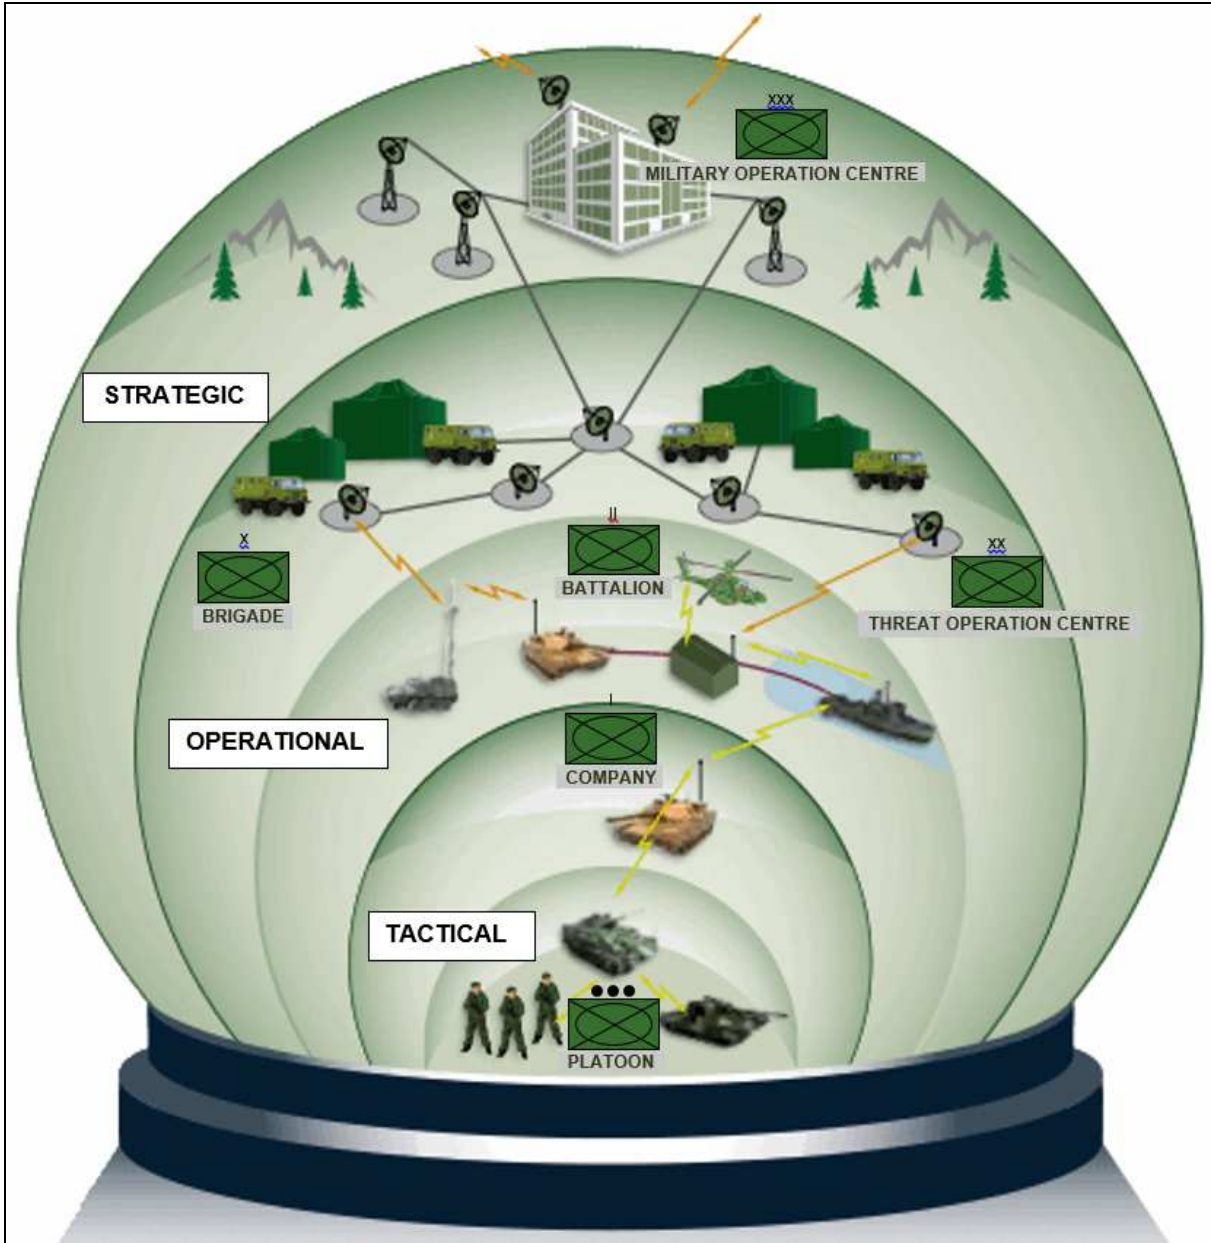 XXX
MILITARY OPERATION CENTRE
STRATEGIC
X
BRIGADE
II
BATTALION
XX
THREAT OPERATION CENTRE
I
COMPANY
OPERATIONAL
TACTICAL
PLATOON